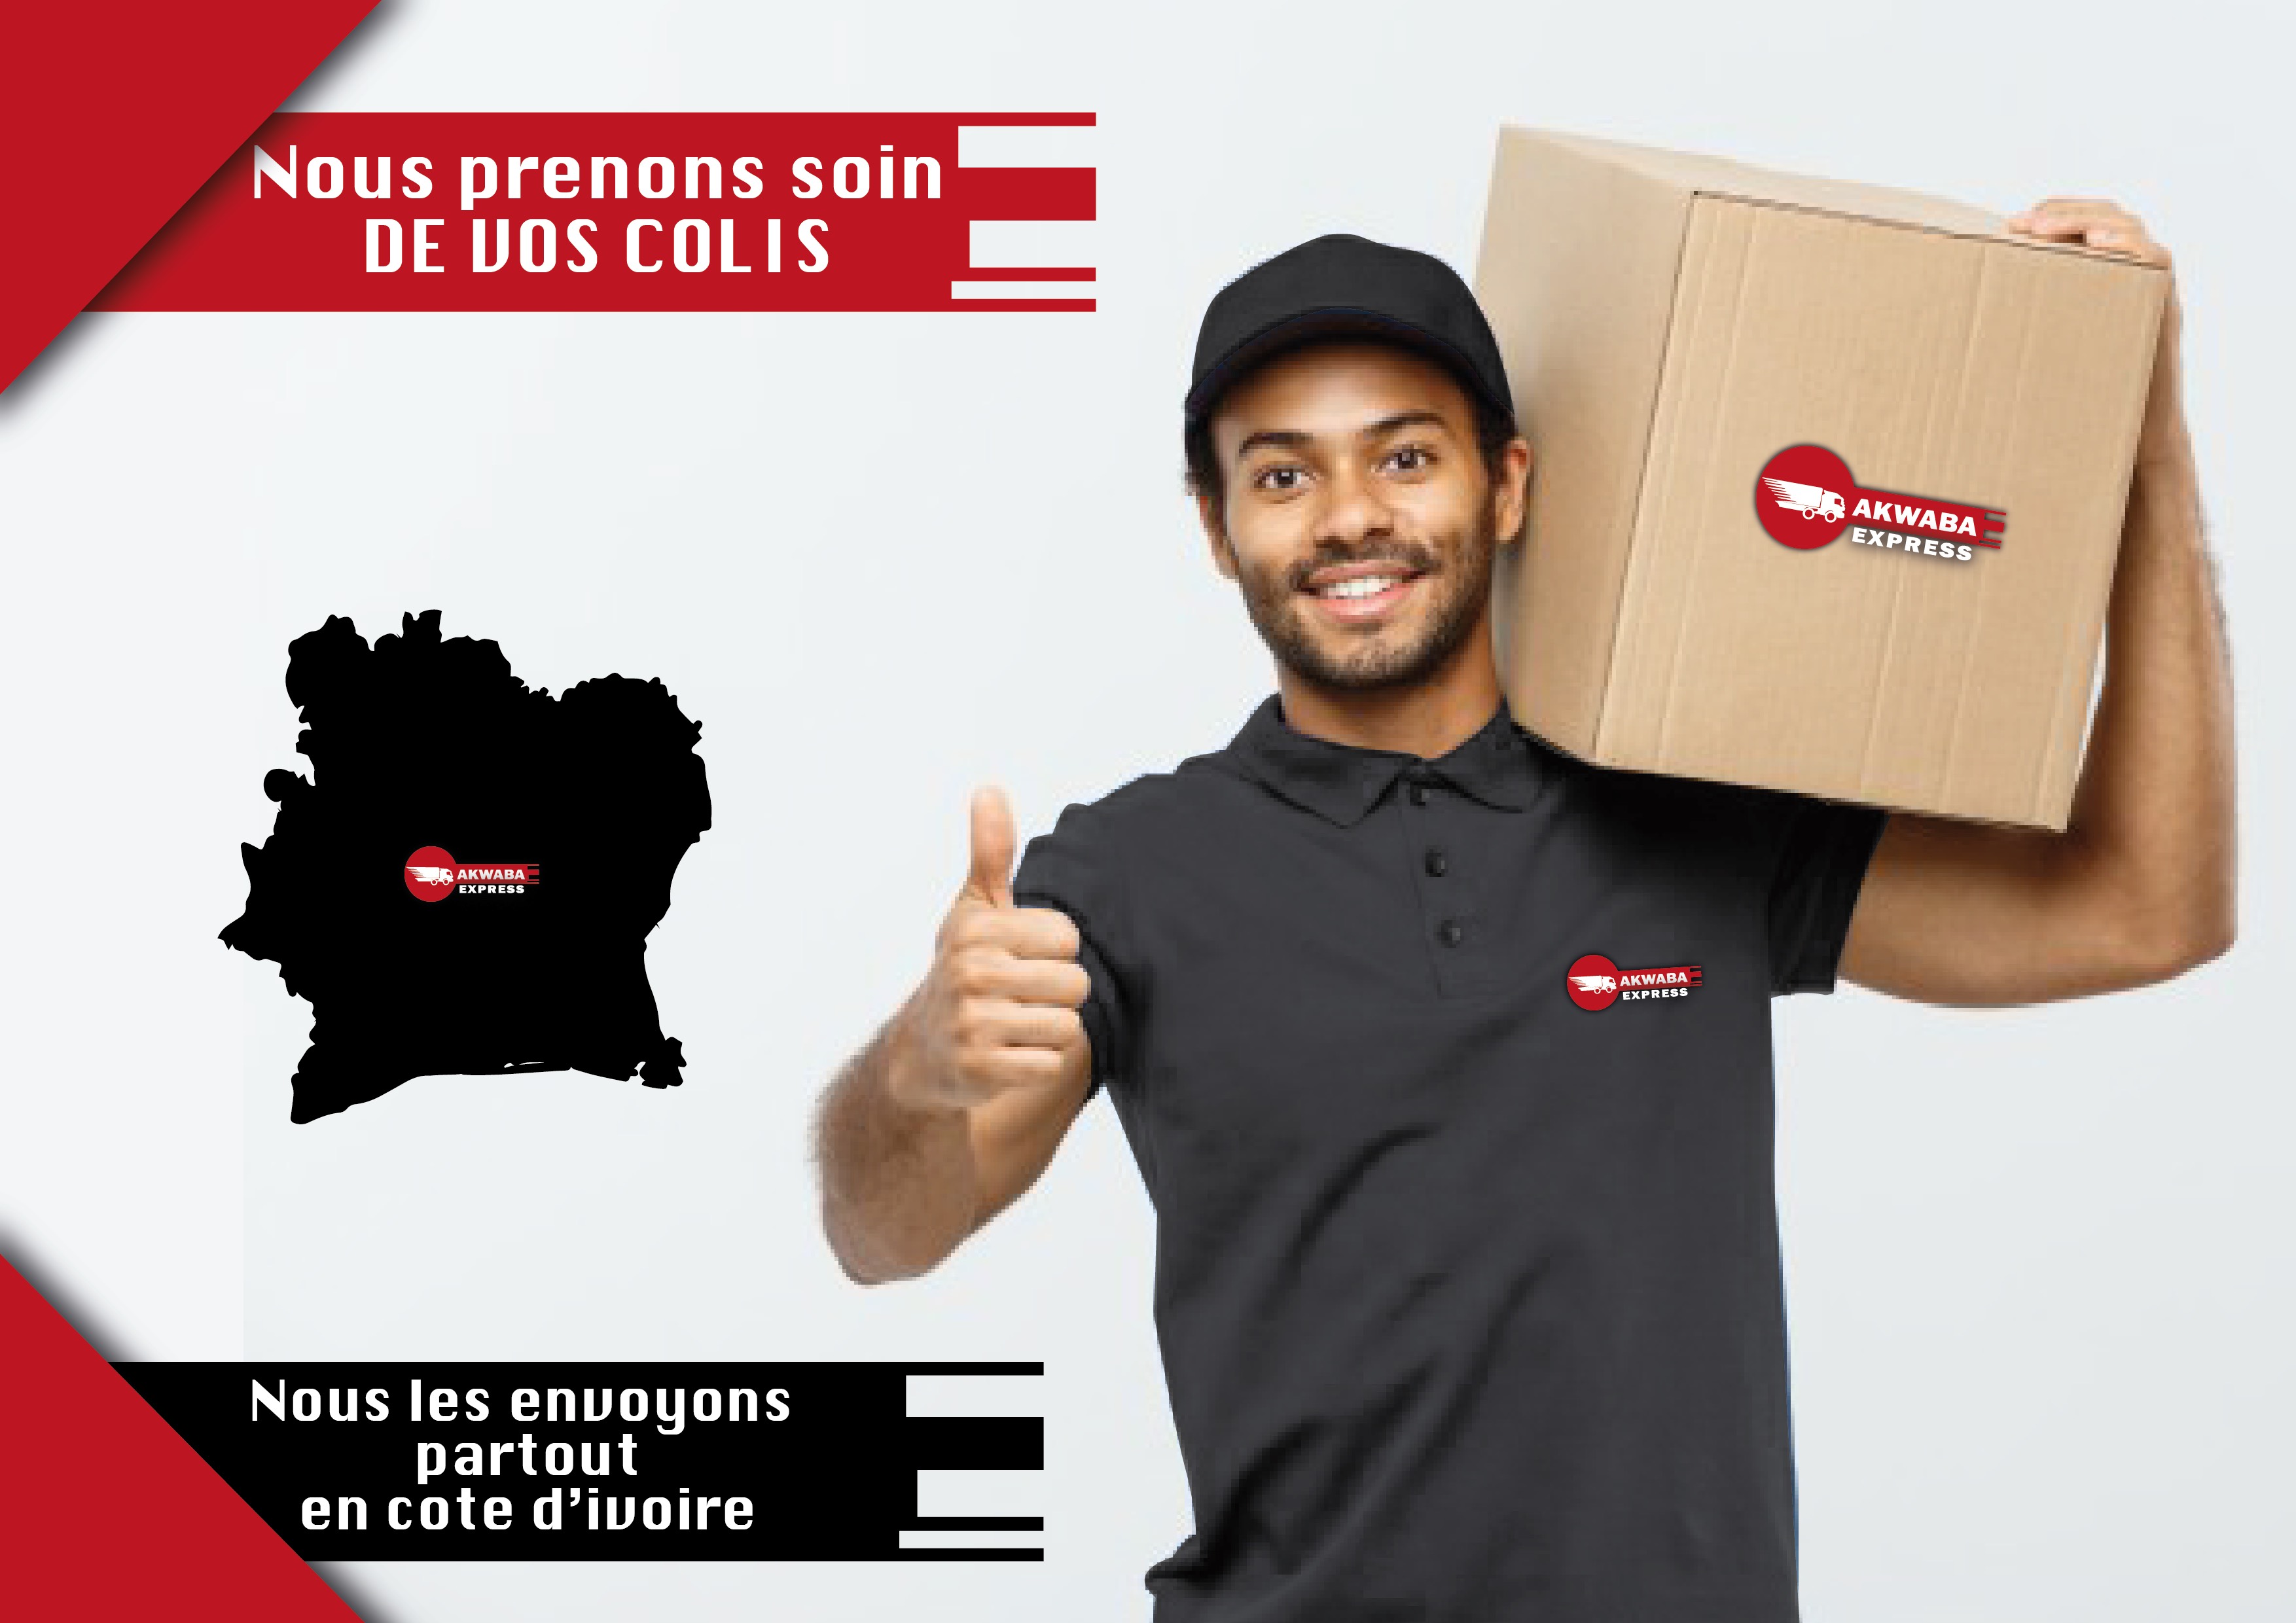 Nous prenons soin
DE VOS COLIS
AKWABA
EXPRESS
AKWABA
EXPRESS
AKWABA
EXPRESS
Nous les envoyons
partout
en cote d'ivoire